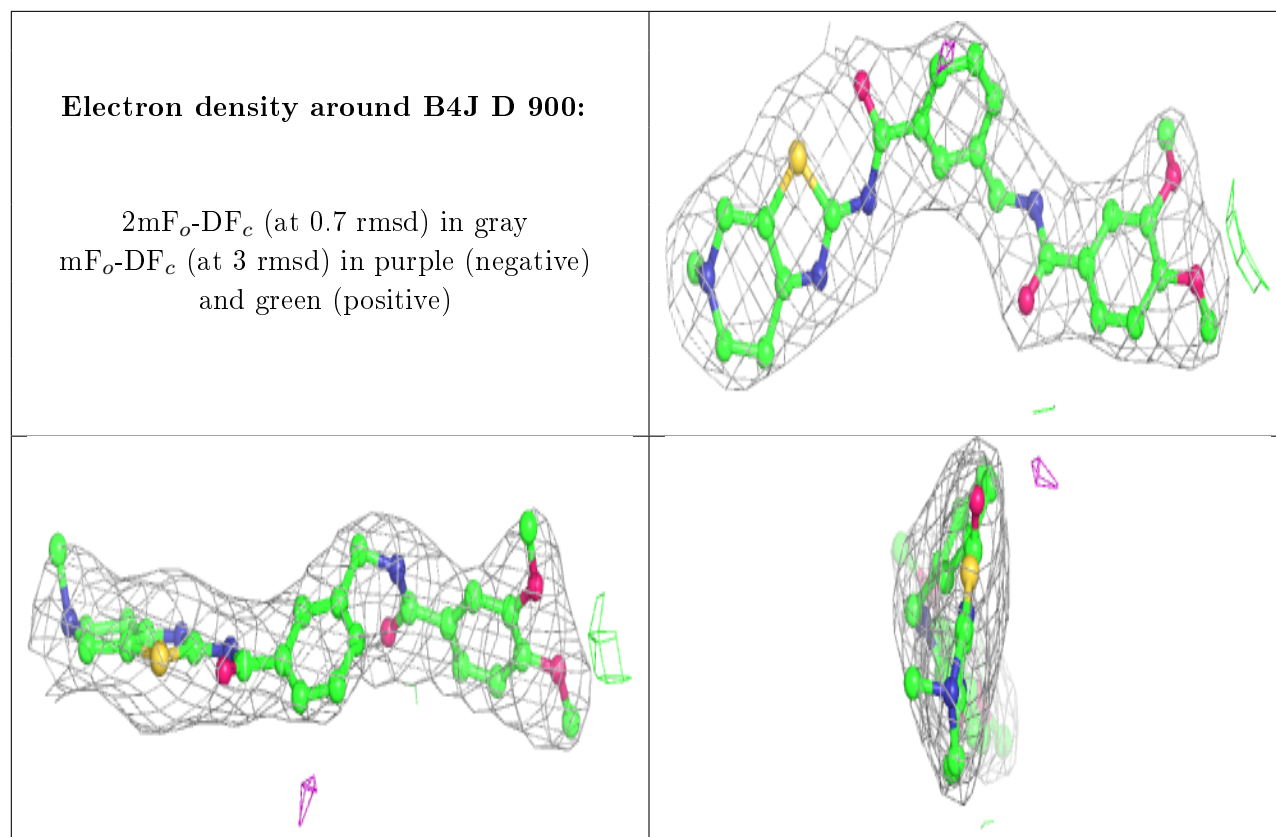 Electron density around B4J D 900:
2mFₒ-DF𝒸 (at 0.7 rmsd) in gray
mFₒ-DF𝒸 (at 3 rmsd) in purple (negative)
and green (positive)